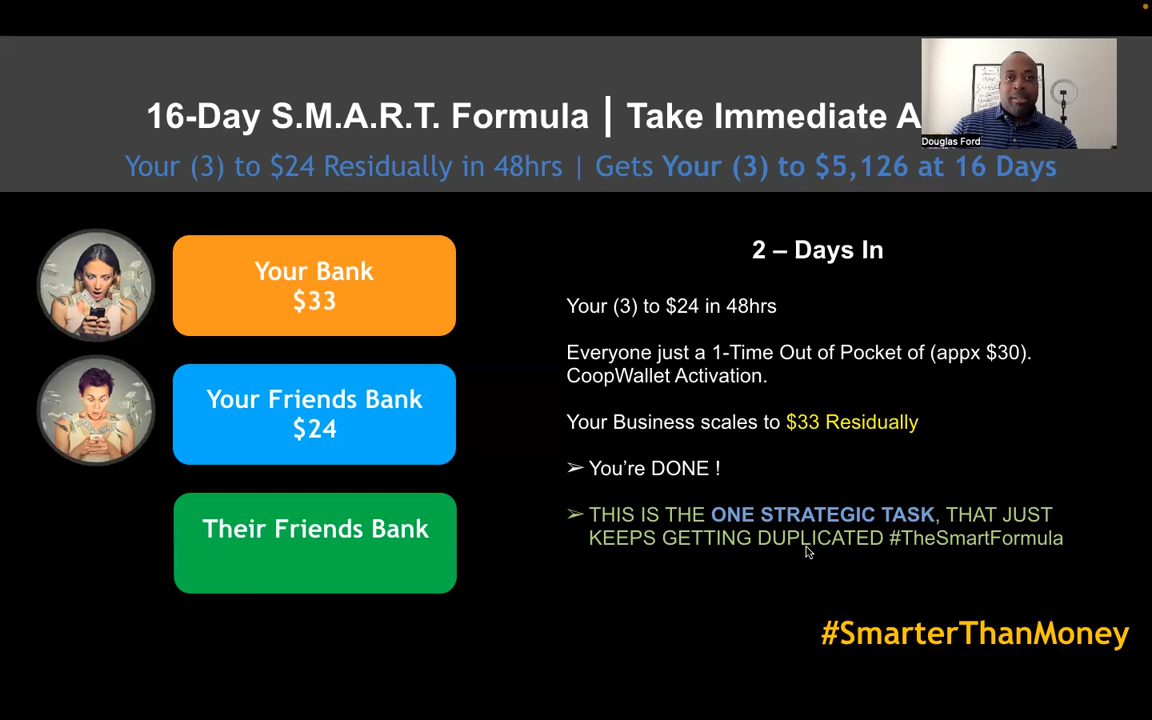 16-Day S.M.A.R.T. Formula | Take Immediate A
Douglas Ford
Your (3) to $24 Residually in 48hrs | Gets Your (3) to $5,126 at 16 Days
Your Bank
$33
Your Friends Bank
$24
Their Friends Bank
2 – Days In
Your (3) to $24 in 48hrs
Everyone just a 1-Time Out of Pocket of (appx $30).
CoopWallet Activation.
Your Business scales to $33 Residually
➢ You’re DONE !
➢ THIS IS THE ONE STRATEGIC TASK, THAT JUST
KEEPS GETTING DUPLICATED #TheSmartFormula
#SmarterThanMoney